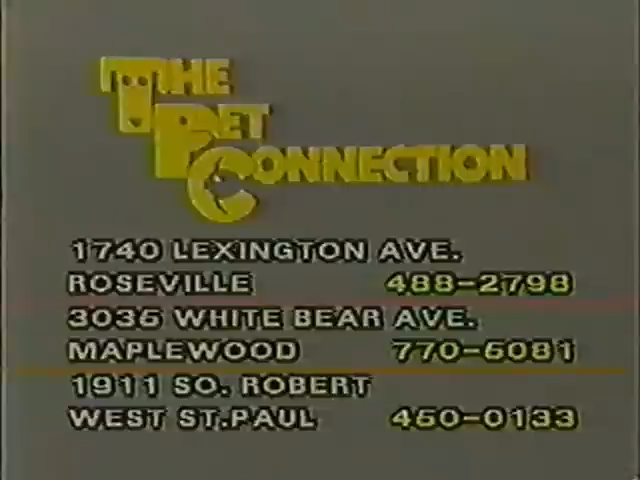 THE
PET
CONNECTION
1740 LEXINGTON AVE.
ROSEVILLE 488-2798
3035 WHITE BEAR AVE.
MAPLEWOOD 770-5081
1911 SO. ROBERT
WEST ST.PAUL 450-0133